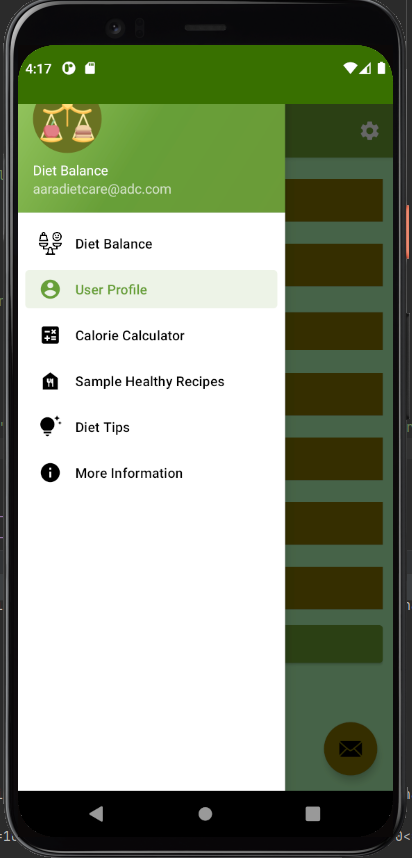 4:17
Diet Balance
aaradietcare@adc.com
Diet Balance
User Profile
Calorie Calculator
Sample Healthy Recipes
Diet Tips
More Information